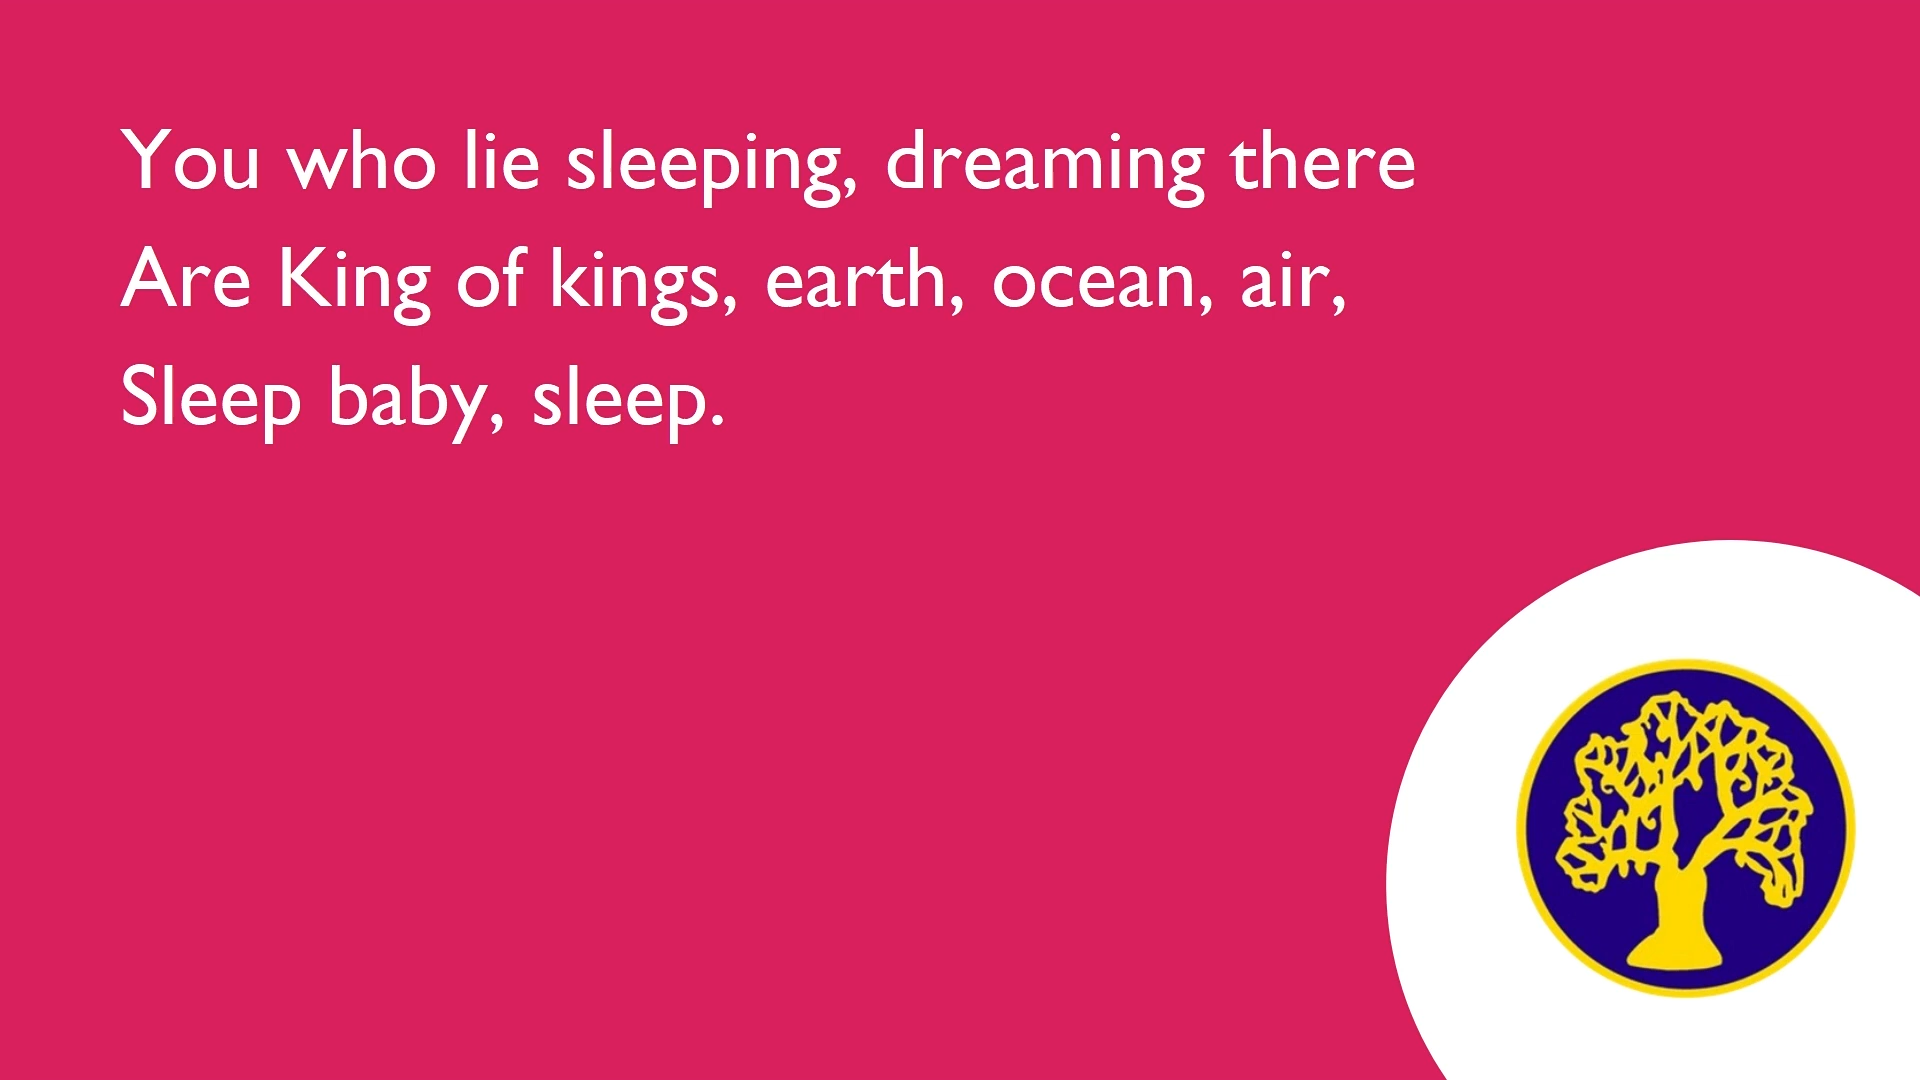 You who lie sleeping, dreaming there
Are King of kings, earth, ocean, air,
Sleep baby, sleep.